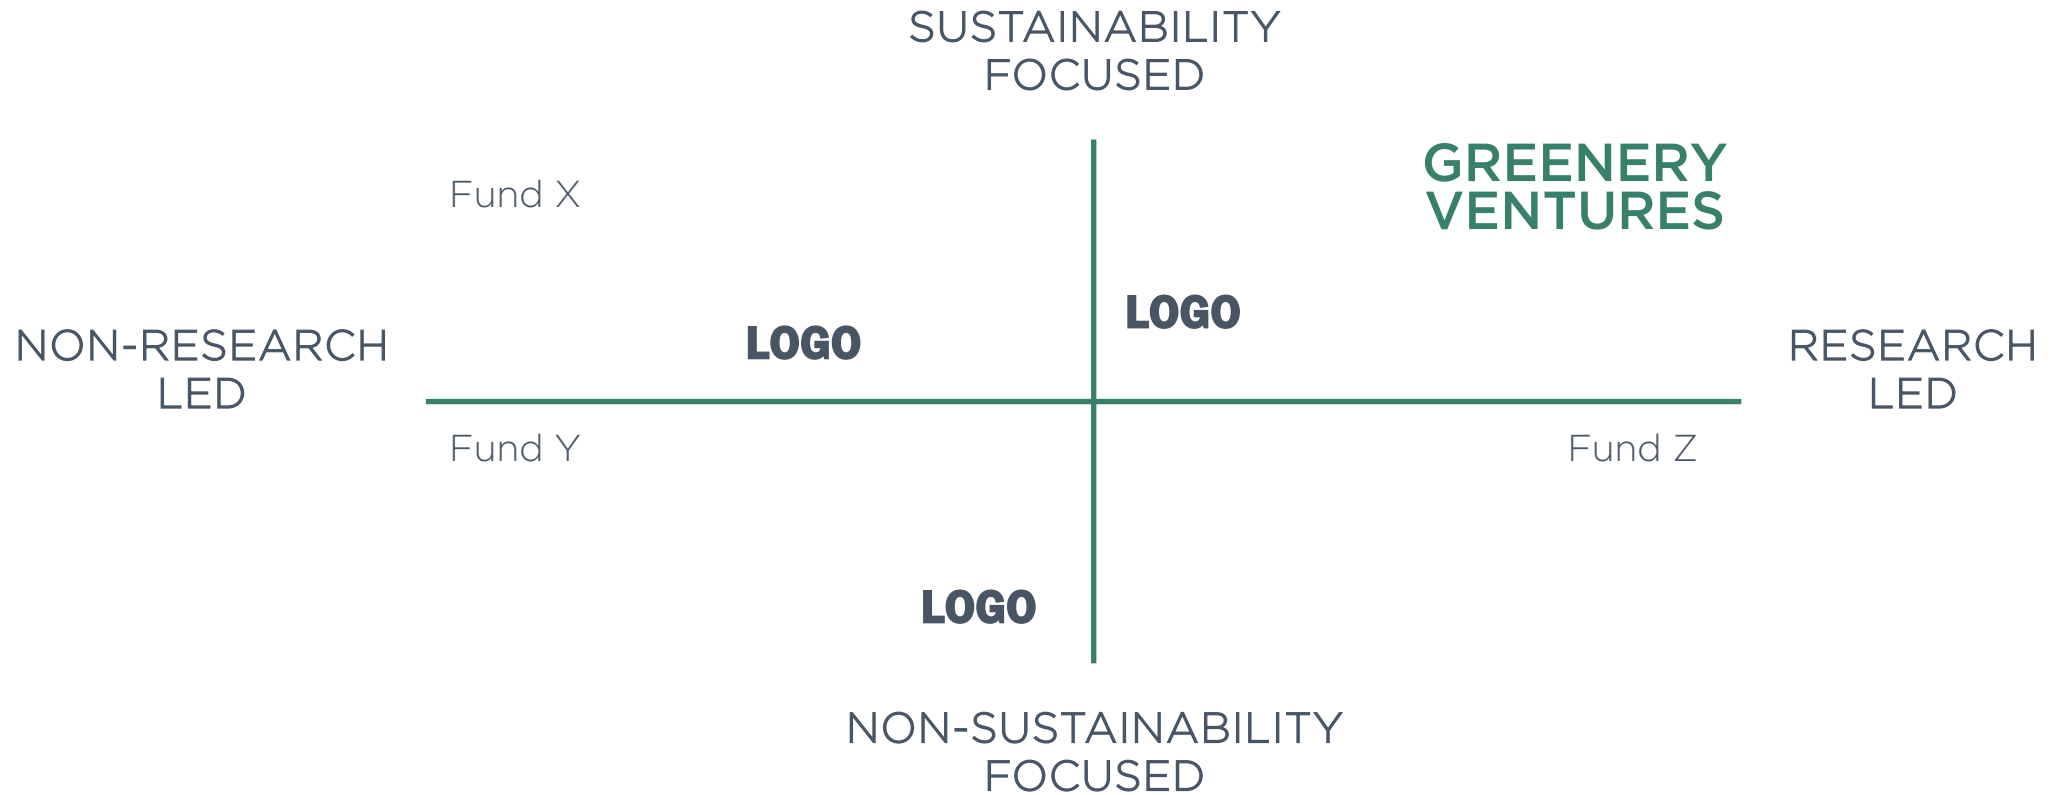 SUSTAINABILITY
FOCUSED
GREENERY
VENTURES
Fund X
LOGO
LOGO
NON-RESEARCH
LED
RESEARCH
LED
Fund Y
Fund Z
LOGO
NON-SUSTAINABILITY
FOCUSED